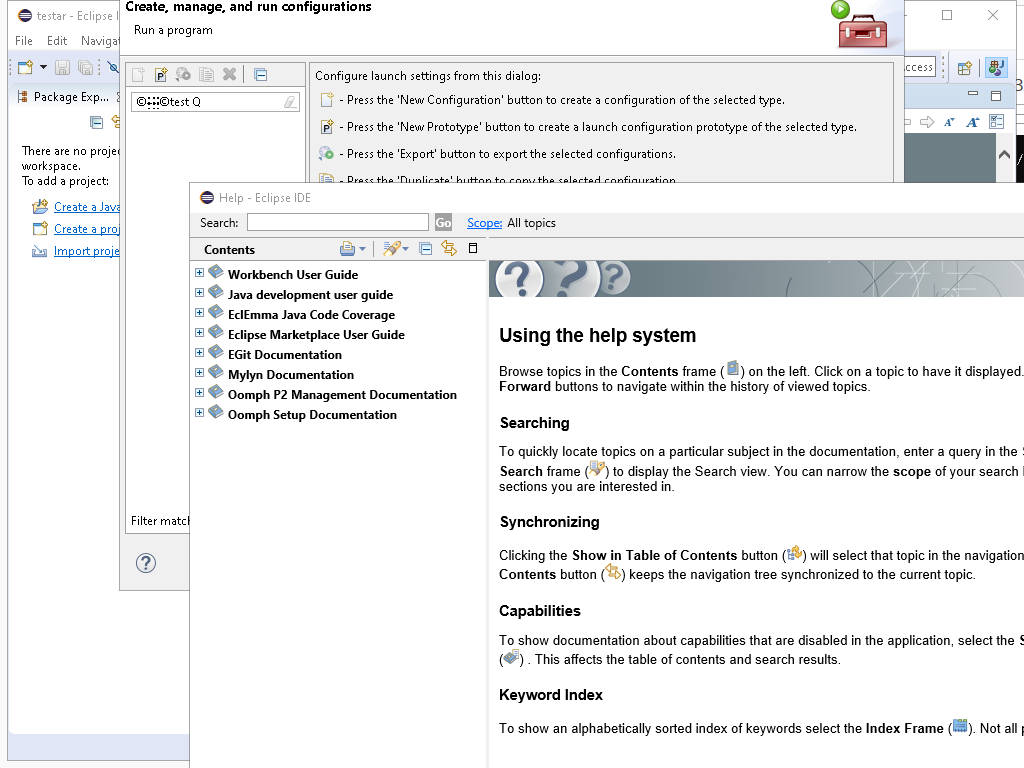 Create, manage, and run configurations
testar - Eclipse I
Run a program
File Edit Navigat
ccess
Package Exp...
Configure launch settings from this dialog:
test Q
- Press the 'New Configuration' button to create a configuration of the selected type.
- Press the 'New Prototype' button to create a launch configuration prototype of the selected type.
- Press the 'Export' button to export the selected configurations.
- Press the 'Duplicate' button to copy the selected configuration.
There are no projec
workspace.
To add a project:
Create a Java
Create a proj
Import proje
Filter match
Help - Eclipse IDE
Search: Go Scope: All topics
Contents
Workbench User Guide
Java development user guide
EclEmma Java Code Coverage
Eclipse Marketplace User Guide
EGit Documentation
Mylyn Documentation
Oomph P2 Management Documentation
Oomph Setup Documentation
Using the help system
Browse topics in the Contents frame ( ) on the left. Click on a topic to have it displayed.
Forward buttons to navigate within the history of viewed topics.
Searching
To quickly locate topics on a particular subject in the documentation, enter a query in the S
Search frame ( ) to display the Search view. You can narrow the scope of your search
sections you are interested in.
Synchronizing
Clicking the Show in Table of Contents button ( ) will select that topic in the navigation
Contents button ( ) keeps the navigation tree synchronized to the current topic.
Capabilities
To show documentation about capabilities that are disabled in the application, select the S
( ) . This affects the table of contents and search results.
Keyword Index
To show an alphabetically sorted index of keywords select the Index Frame ( ). Not all p